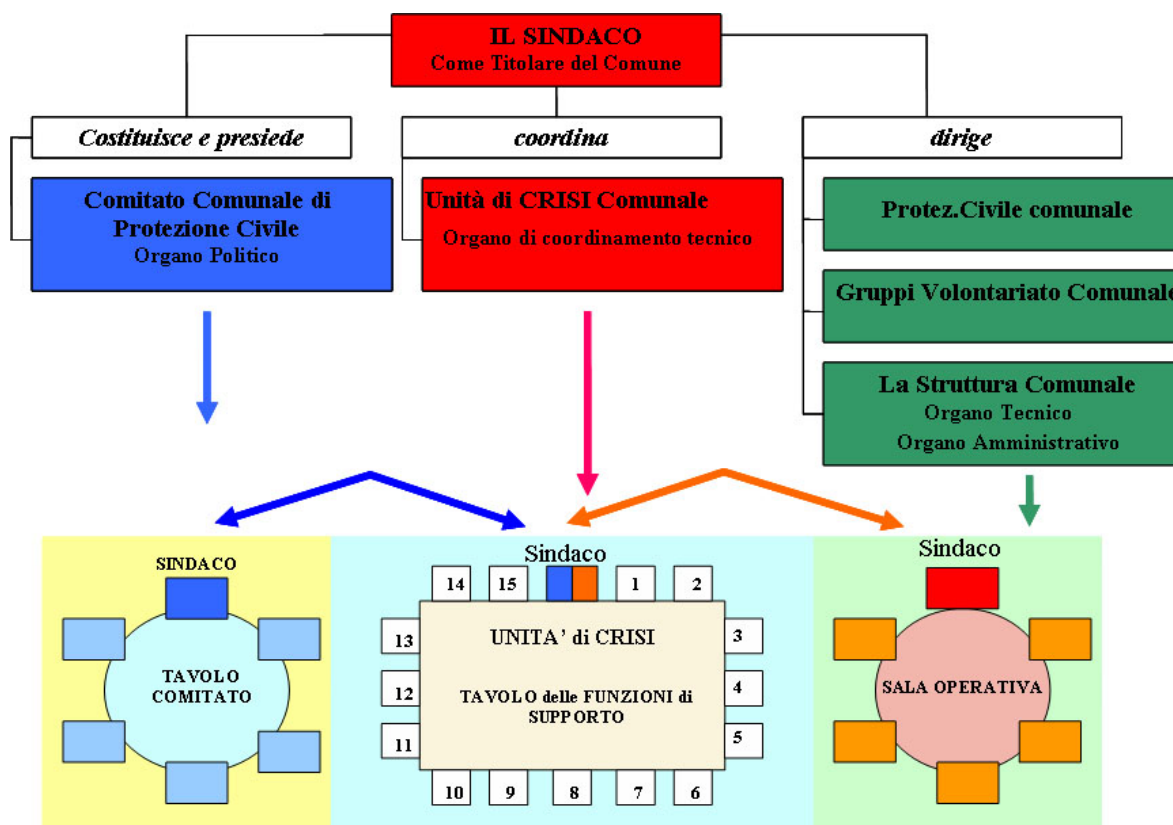 IL SINDACO
Come Titolare del Comune
Costituisce e presiede
coordina
dirige
Comitato Comunale di
Protezione Civile
Organo Politico
Unità di CRISI Comunale
Organo di coordinamento tecnico
Protez.Civile comunale
Gruppi Volontariato Comunale
La Struttura Comunale
Organo Tecnico
Organo Amministrativo
SINDACO
TAVOLO
COMITATO
Sindaco
14
15
1
2
13
3
12
4
11
5
10
9
8
7
6
UNITA' di CRISI
TAVOLO delle FUNZIONI di
SUPPORTO
Sindaco
SALA OPERATIVA